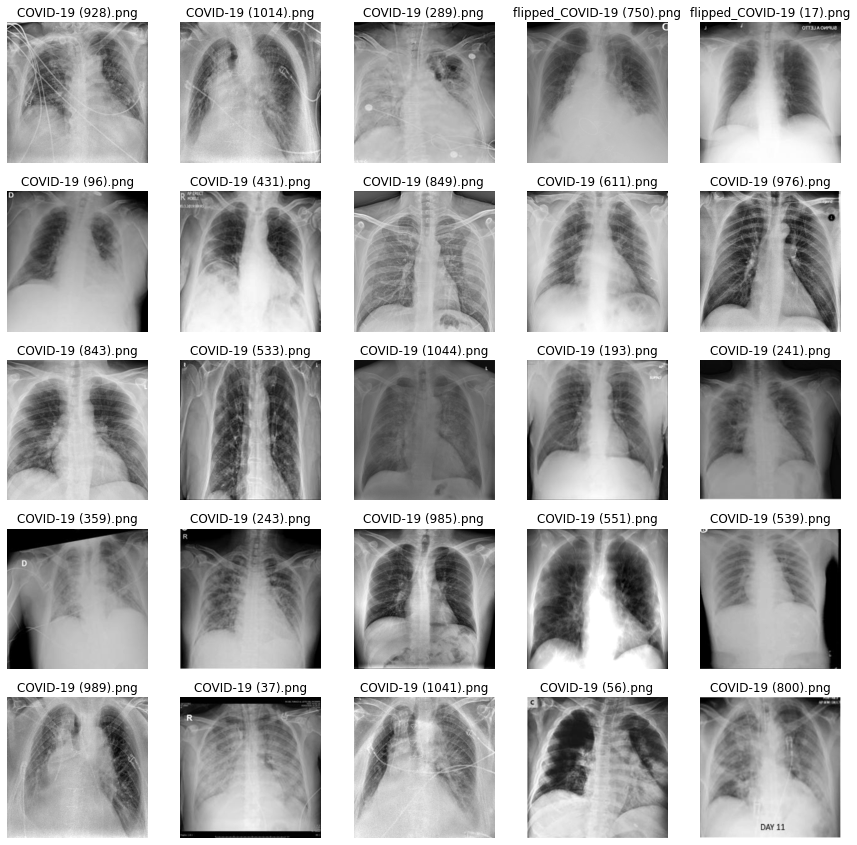 COVID-19 (928).png
COVID-19 (1014).png
COVID-19 (289).png
flipped_COVID-19 (750).png
flipped_COVID-19 (17).png
C
COVID-19 (96).png
COVID-19 (431).png
COVID-19 (849).png
COVID-19 (611).png
COVID-19 (976).png
D
R
COVID-19 (843).png
COVID-19 (533).png
COVID-19 (1044).png
COVID-19 (193).png
COVID-19 (241).png
L
COVID-19 (359).png
COVID-19 (243).png
COVID-19 (985).png
COVID-19 (551).png
COVID-19 (539).png
R
D
COVID-19 (989).png
COVID-19 (37).png
COVID-19 (1041).png
COVID-19 (56).png
COVID-19 (800).png
R
C
DAY 11